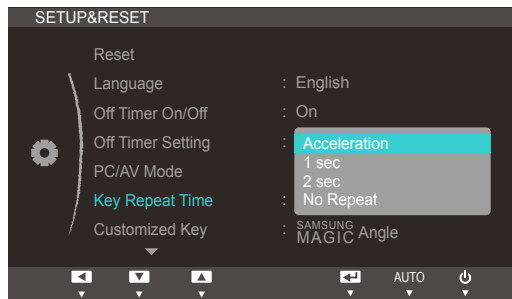 SETUP&RESET
Reset
Language : English
Off Timer On/Off : On
Off Timer Setting :
Acceleration
PC/AV Mode
1 sec
2 sec
Key Repeat Time : No Repeat
Customized Key : SAMSUNG MAGIC Angle
AUTO